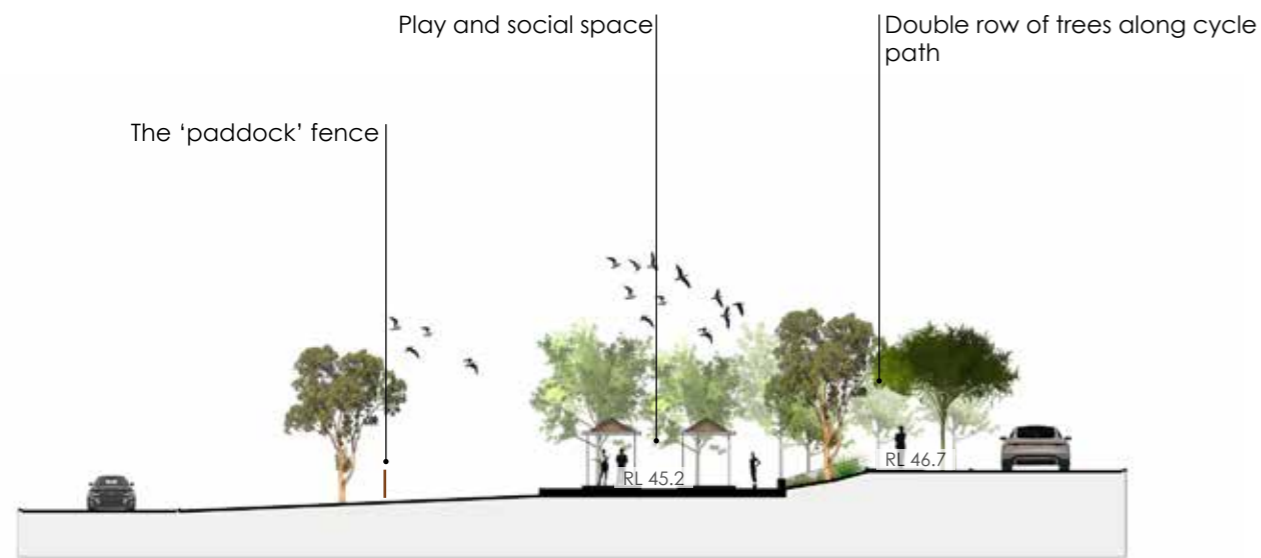 Play and social space
Double row of trees along cycle
path
The ‘paddock’ fence
RL 46.7
RL 45.2